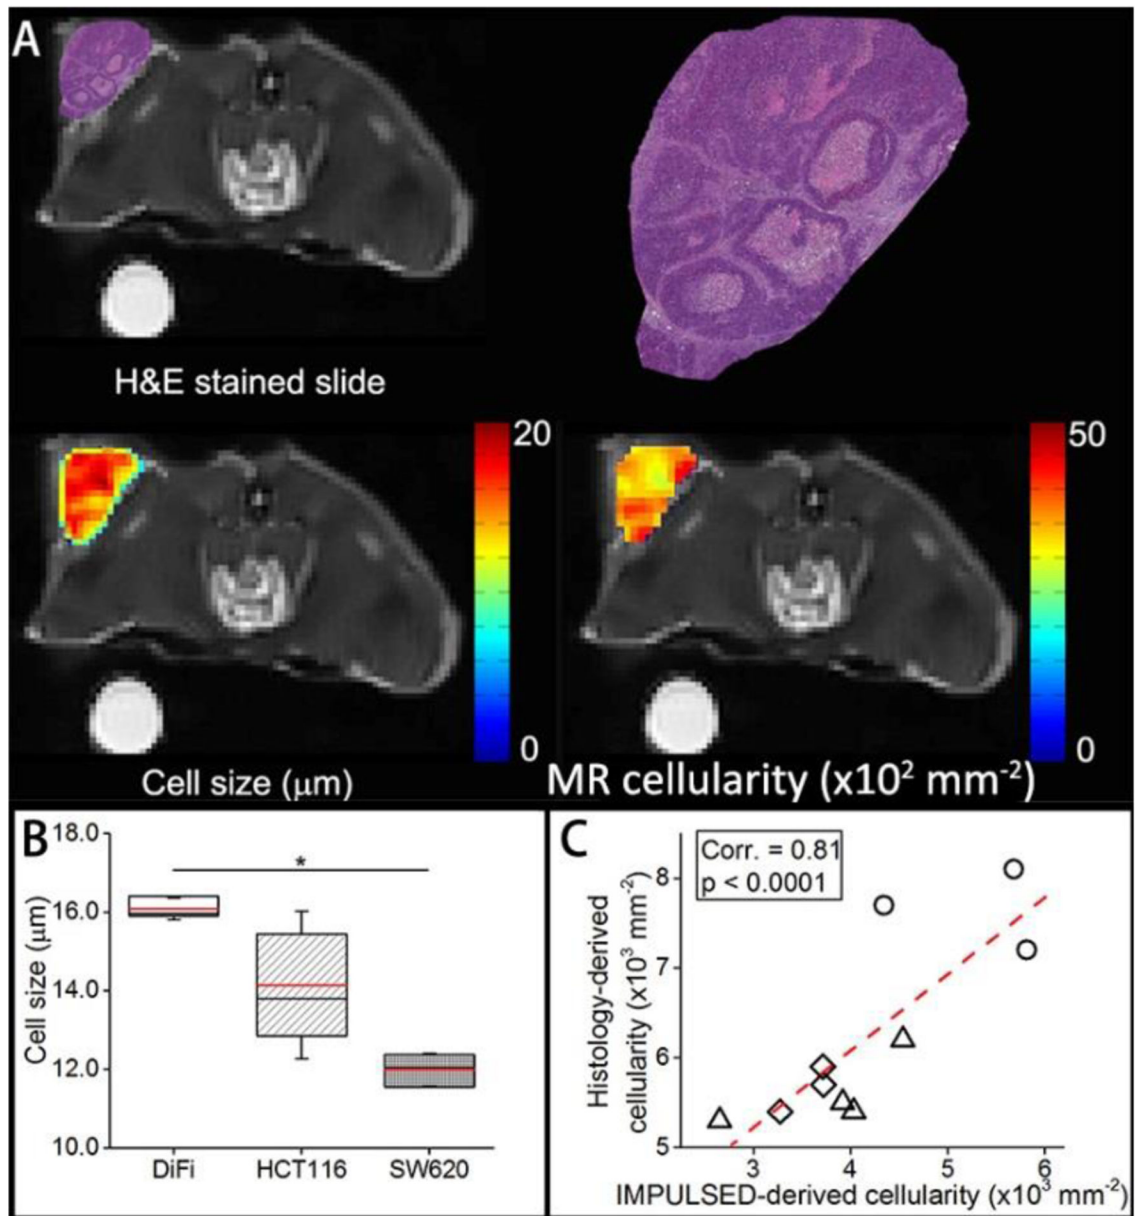 A
H&E stained slide
20
0
Cell size (μm)
50
0
MR cellularity (x10² mm⁻²)
B
Cell size (μm)
18.0
16.0
14.0
12.0
10.0
*
DiFi HCT116 SW620
C
Histology-derived
cellularity (x10³ mm⁻²)
Corr. = 0.81
p < 0.0001
8
7
6
5
3 4 5 6
IMPULSED-derived cellularity (x10³ mm⁻²)